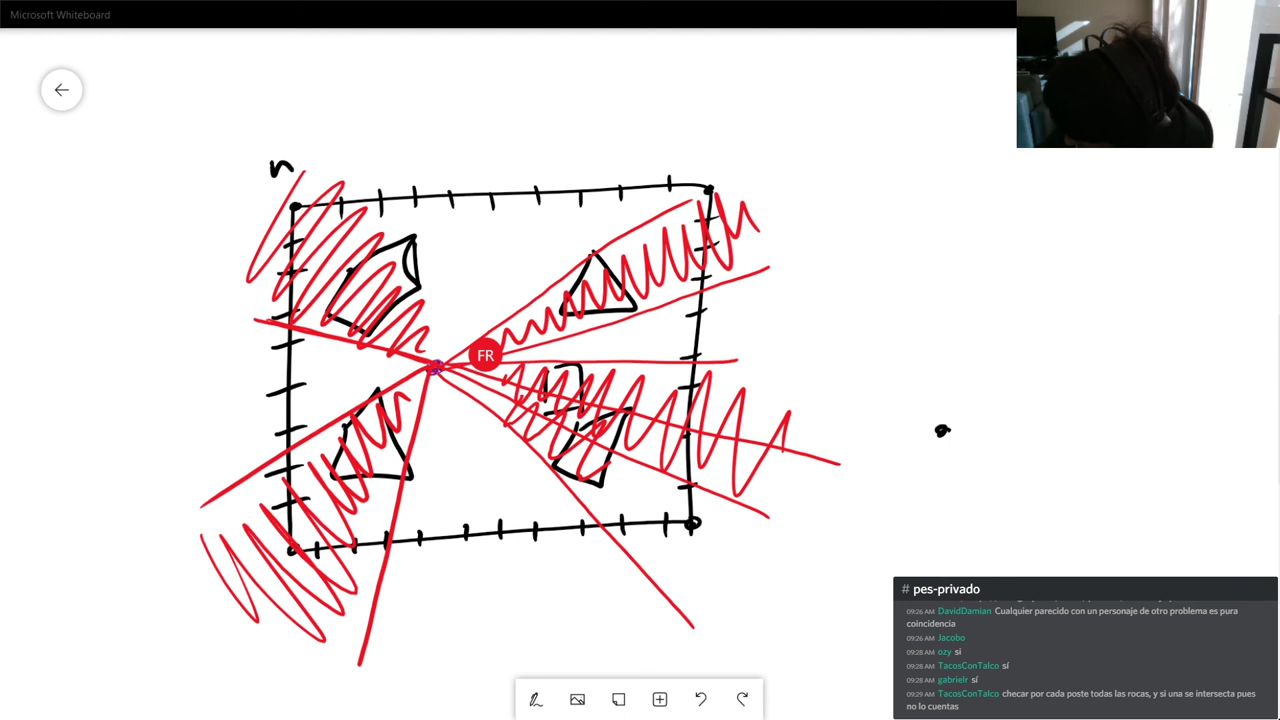 Microsoft Whiteboard
n
FR
# pes-privado
09:26 AM DavidDamian Cualquier parecido con un personaje de otro problema es pura
coincidencia
09:26 AM Jacobo
09:28 AM ozy si
09:28 AM TacosConTalco sí
09:28 AM gabrielr sí
09:29 AM TacosConTalco checar por cada poste todas las rocas, y si una se intersecta pues
no lo cuentas